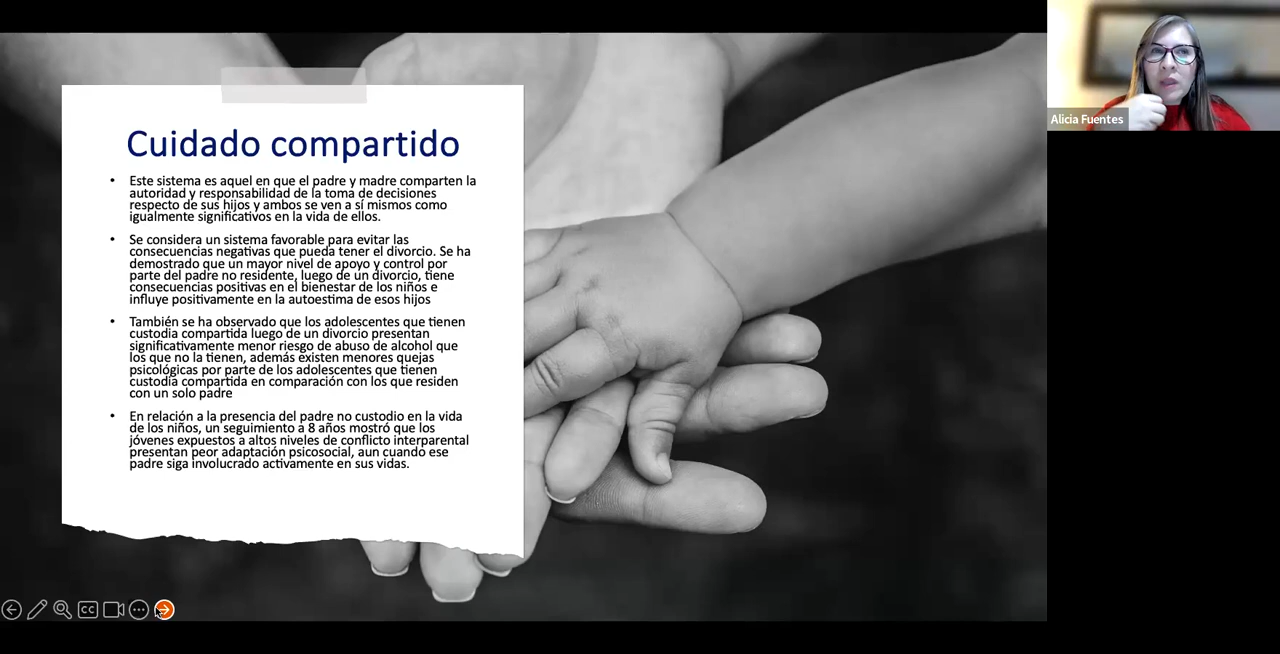 Cuidado compartido
• Este sistema es aquel en que el padre y madre comparten la
autoridad y responsabilidad de la toma de decisiones
respecto de sus hijos y ambos se ven a sí mismos como
igualmente significativos en la vida de ellos.
• Se considera un sistema favorable para evitar las
consecuencias negativas que pueda tener el divorcio. Se ha
demostrado que un mayor nivel de apoyo y control por
parte del padre no residente, luego de un divorcio, tiene
consecuencias positivas en el bienestar de los niños e
influye positivamente en la autoestima de esos hijos
• También se ha observado que los adolescentes que tienen
custodia compartida luego de un divorcio presentan
significativamente menor riesgo de abuso de alcohol que
los que no la tienen, además existen menores quejas
psicológicas por parte de los adolescentes que tienen
custodia compartida en comparación con los que residen
con un solo padre
• En relación a la presencia del padre no custodio en la vida
de los niños, un seguimiento a 8 años mostró que los
jóvenes expuestos a altos niveles de conflicto interparental
presentan peor adaptación psicosocial, aun cuando ese
padre siga involucrado activamente en sus vidas.
Alicia Fuentes
CC